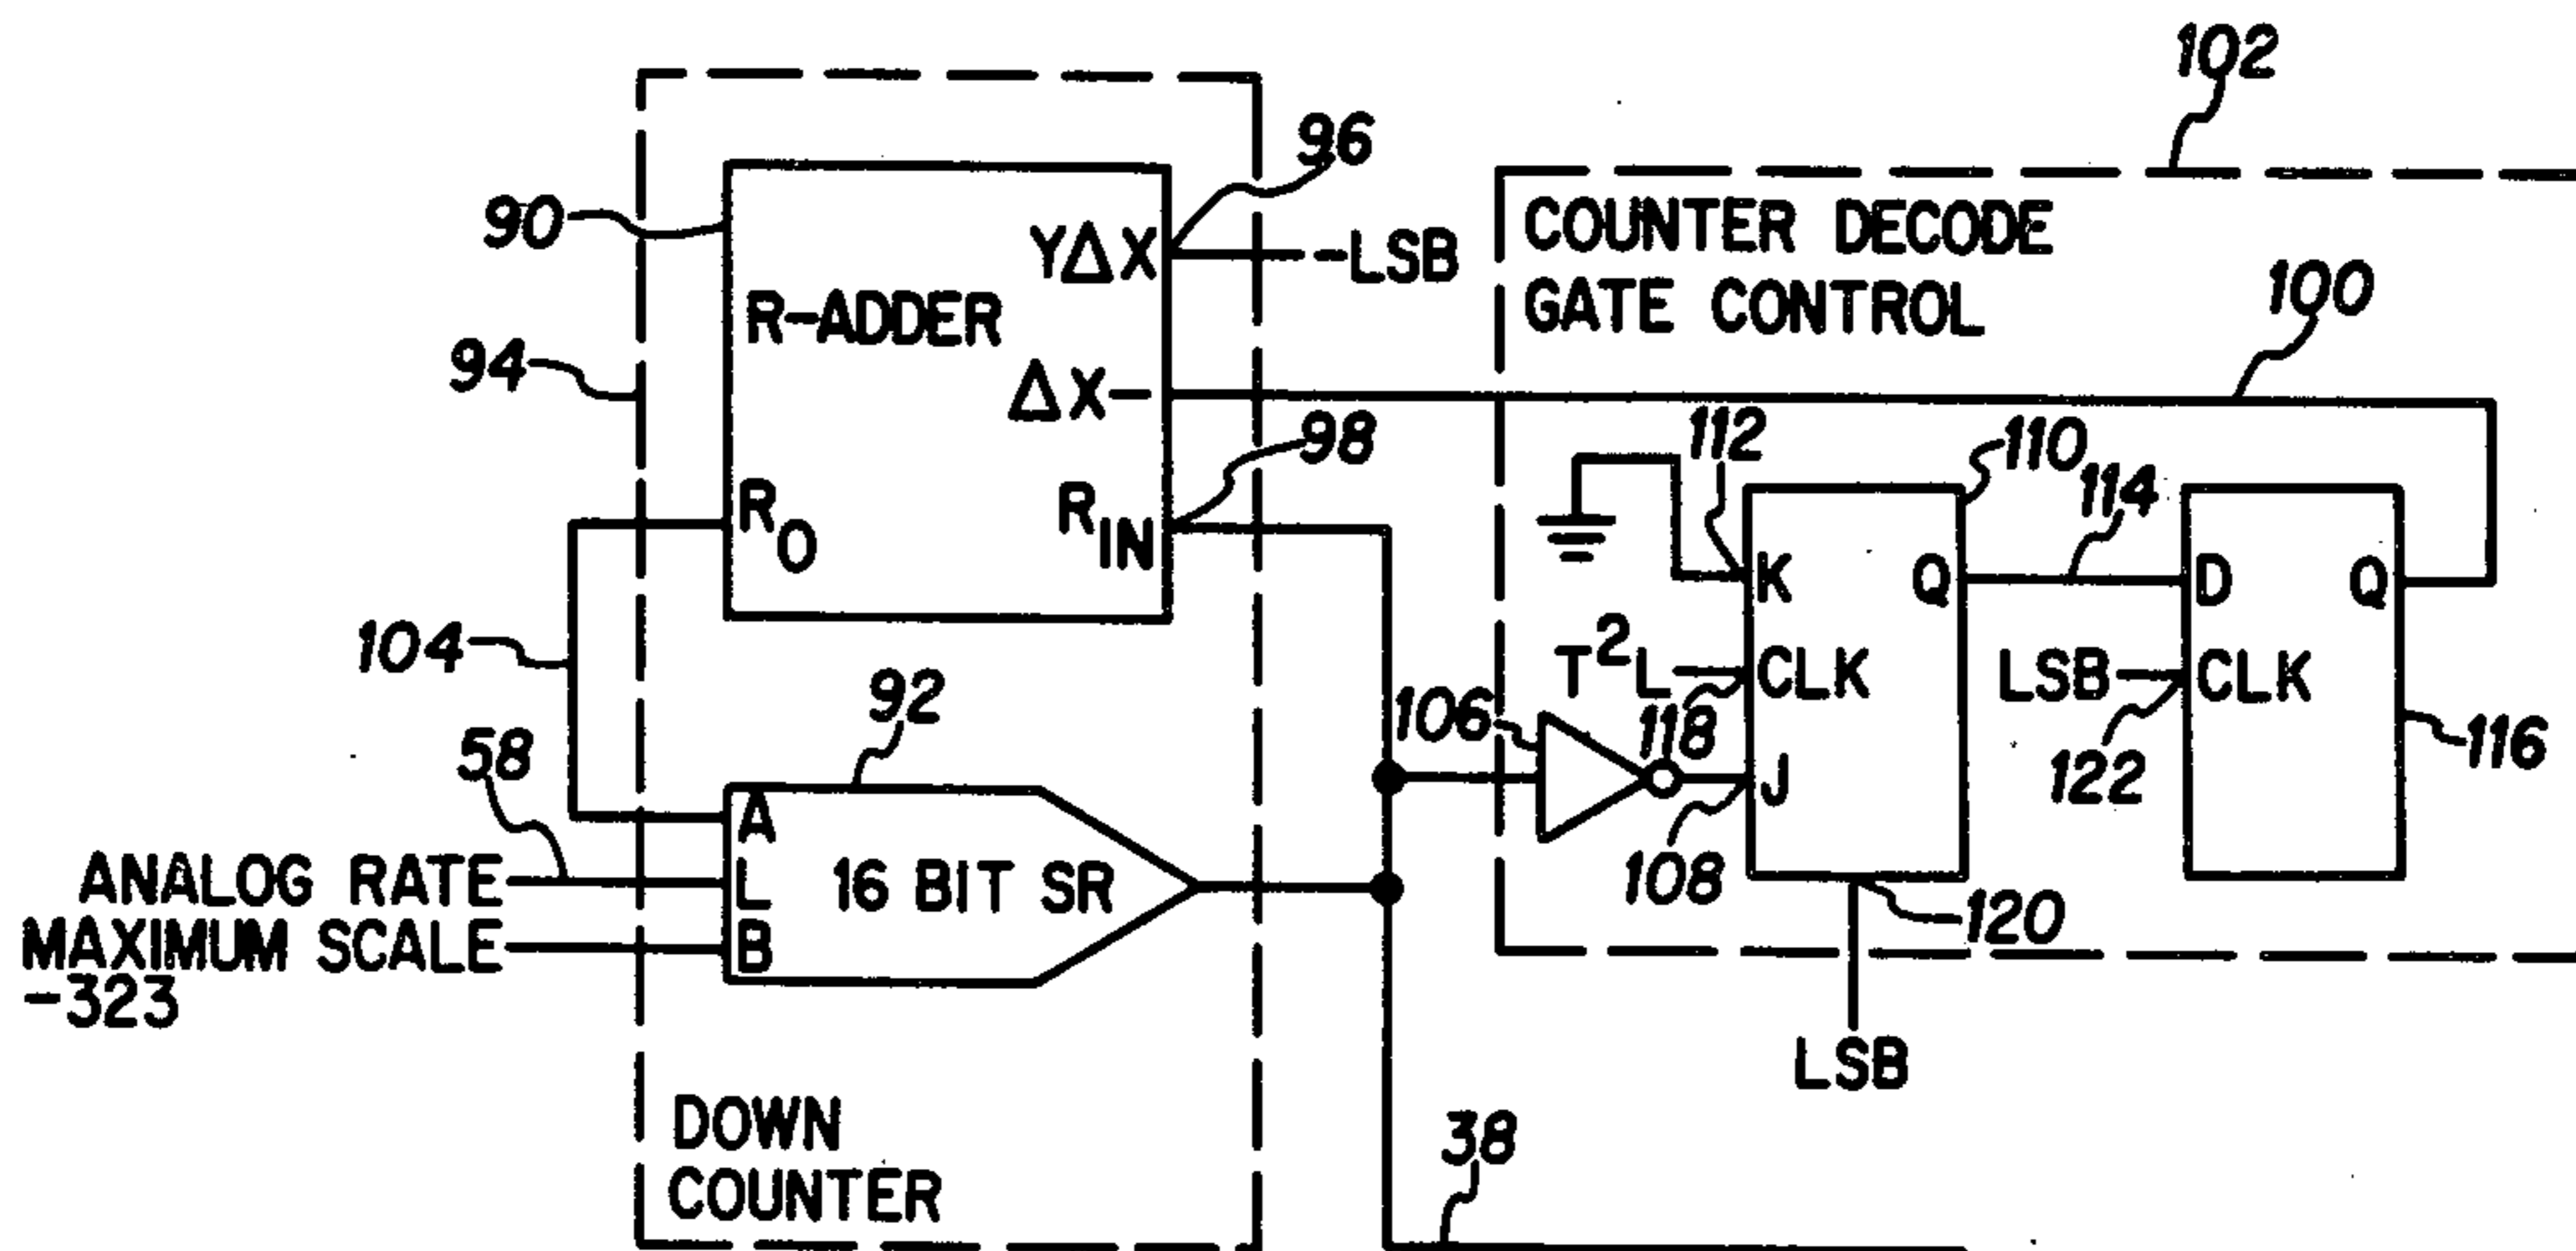 102
96
90
YΔX
-LSB
COUNTER DECODE
GATE CONTROL
R-ADDER
100
94
ΔX-
98
112
110
114
R0
RIN
K
Q
D
Q
104
T²L
CLK
LSB
CLK
92
106
118
116
58
122
A
J
ANALOG RATE
L
16 BIT SR
108
120
MAXIMUM SCALE
B
-323
LSB
DOWN
COUNTER
38